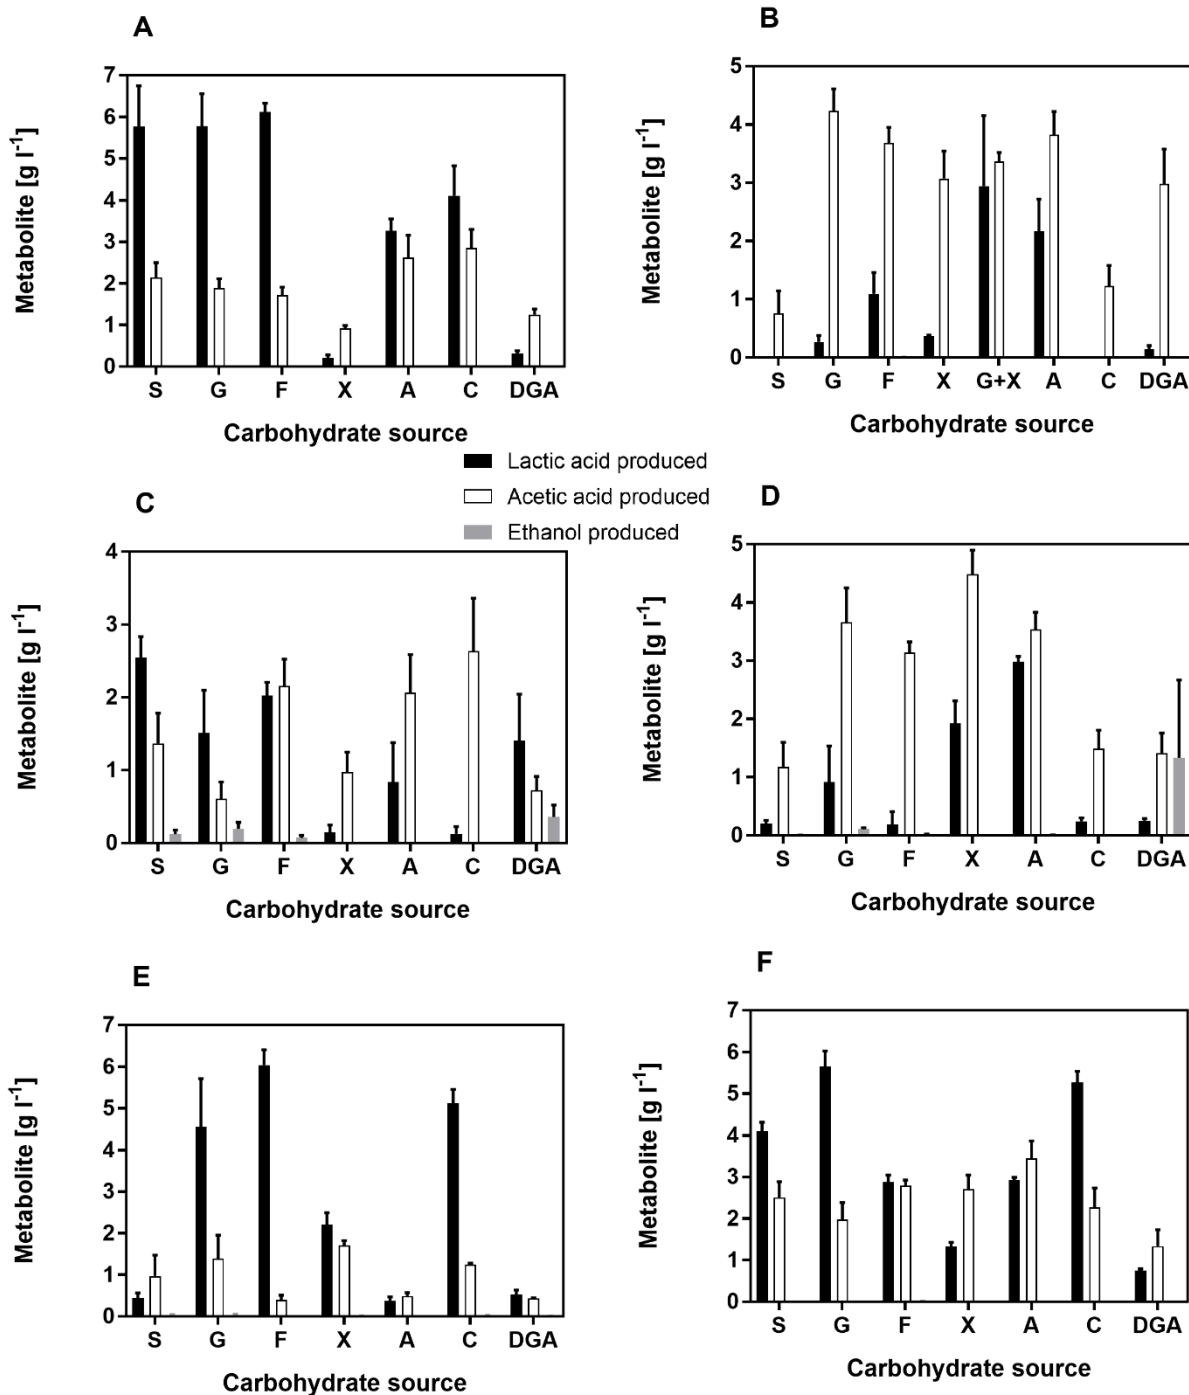 A
7
6
5
4
3
2
1
0
Metabolite [g l⁻¹]
S G F X A C DGA
Carbohydrate source
B
5
4
3
2
1
0
Metabolite [g l⁻¹]
S G F X G+X A C DGA
Carbohydrate source
Lactic acid produced
Acetic acid produced
Ethanol produced
C
4
3
2
1
0
Metabolite [g l⁻¹]
S G F X A C DGA
Carbohydrate source
D
5
4
3
2
1
0
Metabolite [g l⁻¹]
S G F X A C DGA
Carbohydrate source
E
7
6
5
4
3
2
1
0
Metabolite [g l⁻¹]
S G F X A C DGA
Carbohydrate source
F
7
6
5
4
3
2
1
0
Metabolite [g l⁻¹]
S G F X A C DGA
Carbohydrate source